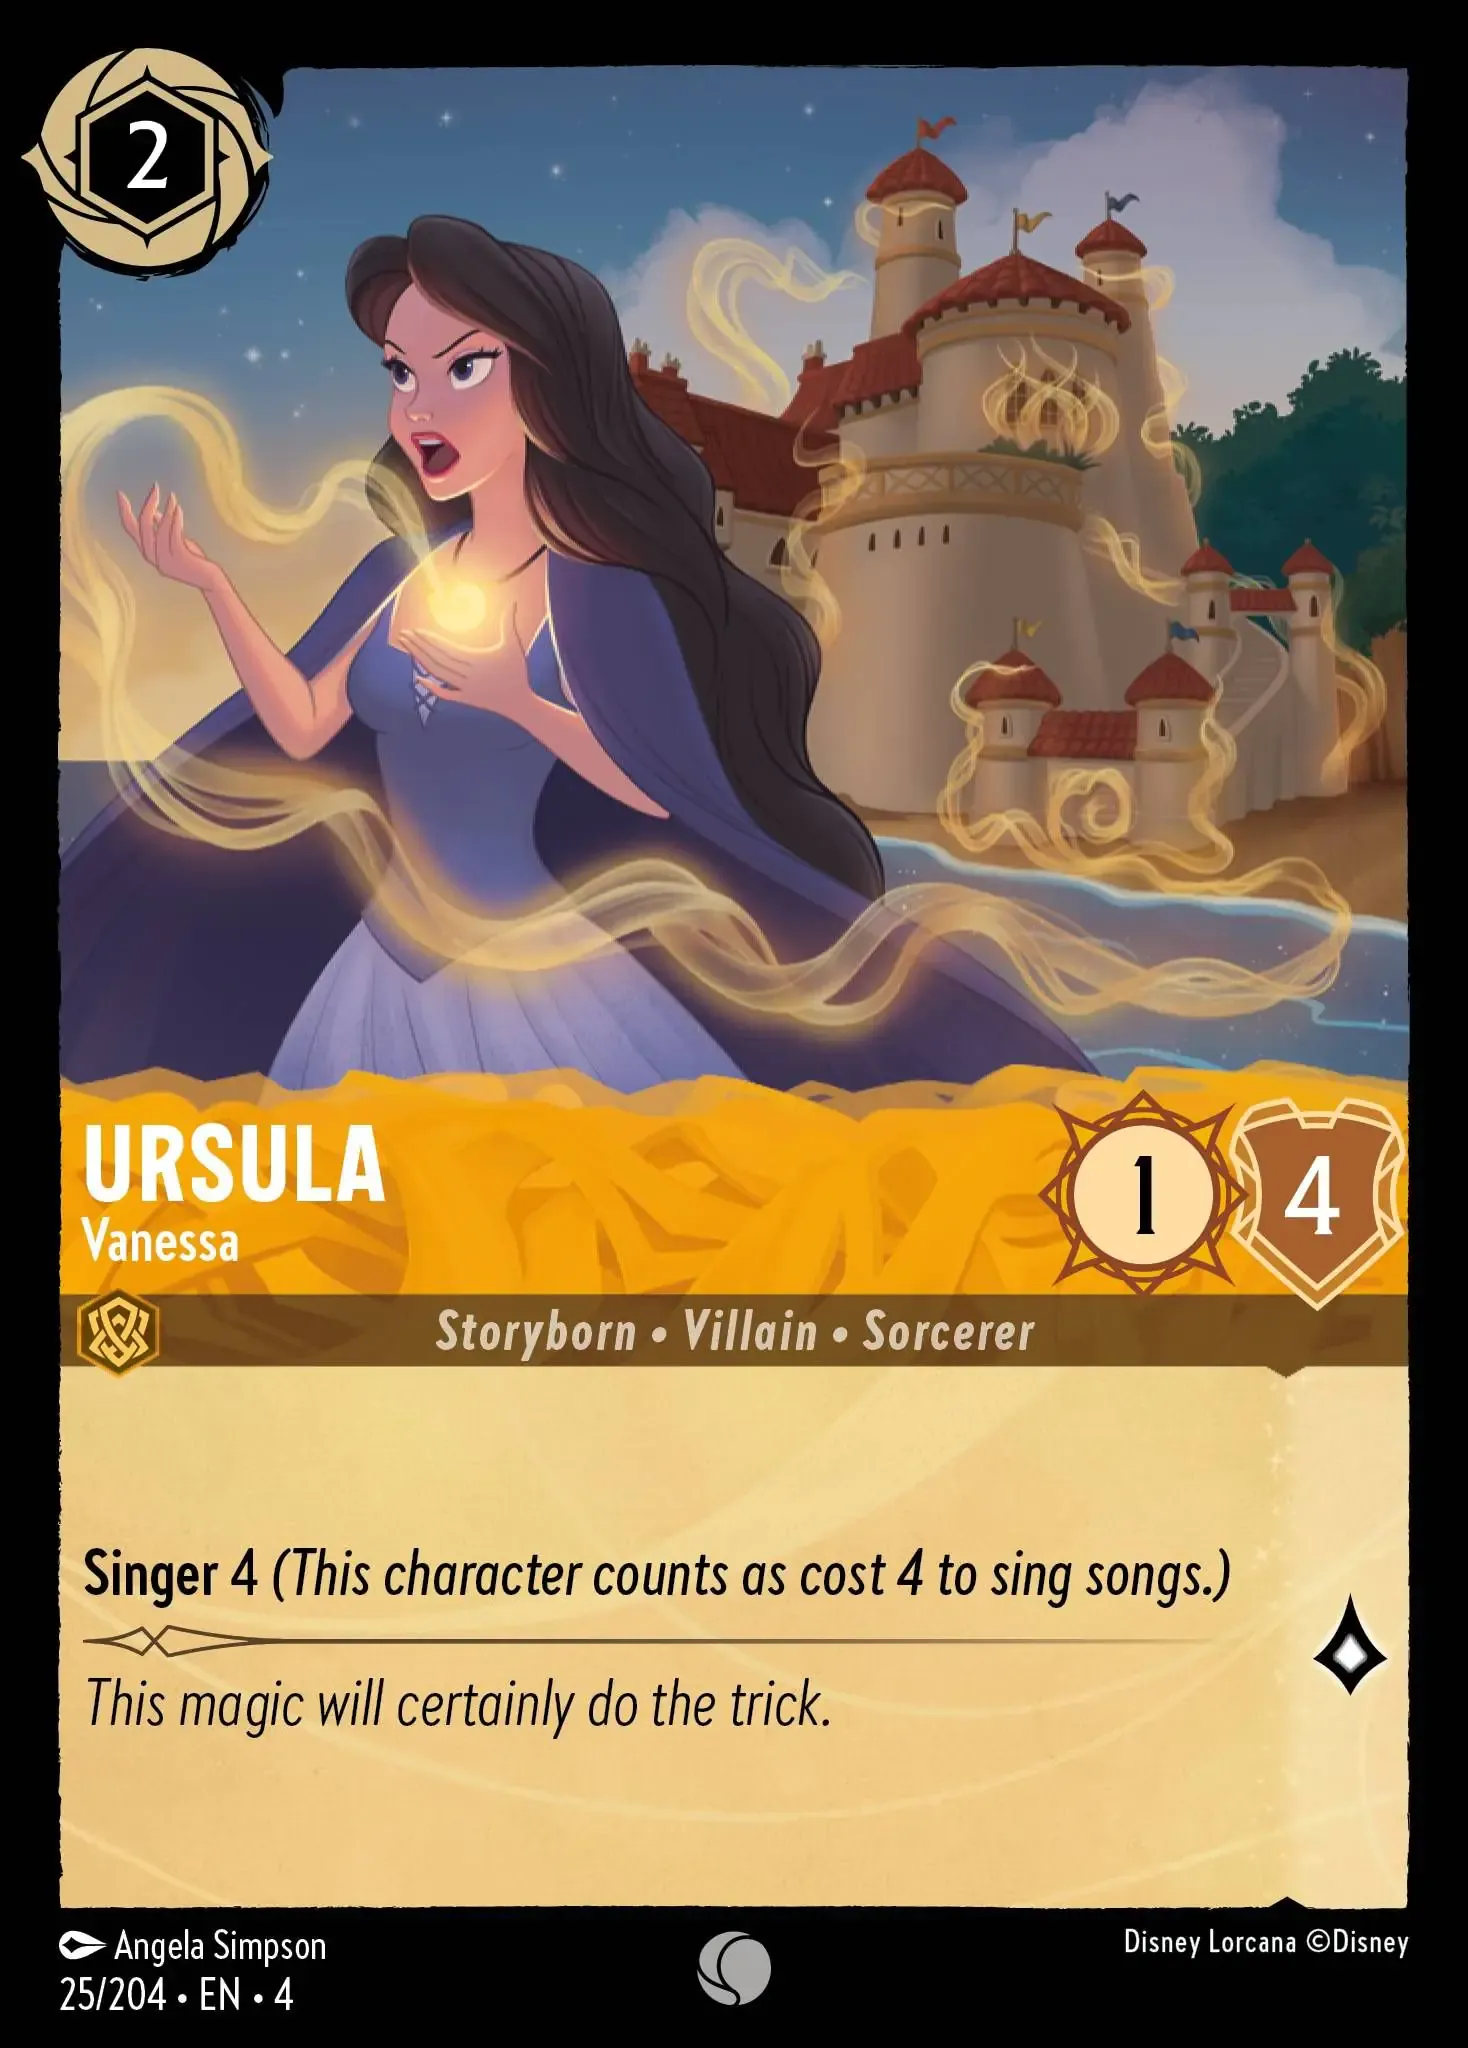 2
URSULA
Vanessa
1
4
Storyborn • Villain • Sorcerer
Singer 4 (This character counts as cost 4 to sing songs.)
This magic will certainly do the trick.
Angela Simpson
Disney Lorcana ©Disney
25/204 • EN • 4